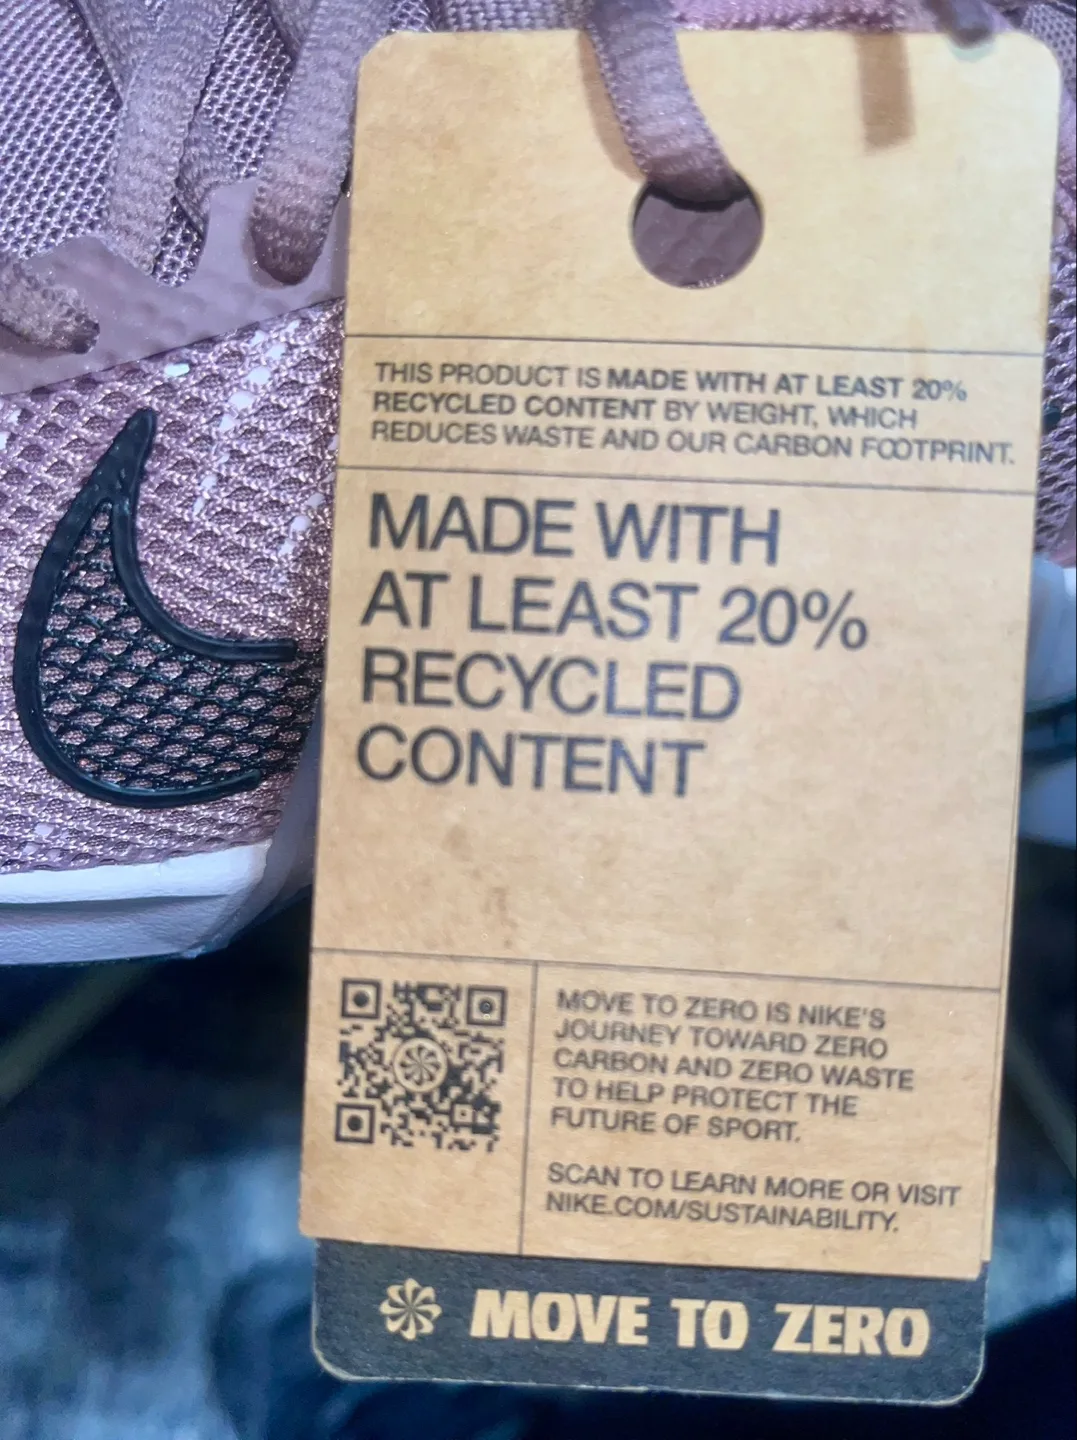 THIS PRODUCT IS MADE WITH AT LEAST 20%
RECYCLED CONTENT BY WEIGHT, WHICH
REDUCES WASTE AND OUR CARBON FOOTPRINT.
MADE WITH
AT LEAST 20%
RECYCLED
CONTENT
MOVE TO ZERO IS NIKE'S
JOURNEY TOWARD ZERO
CARBON AND ZERO WASTE
TO HELP PROTECT THE
FUTURE OF SPORT.
SCAN TO LEARN MORE OR VISIT
NIKE.COM/SUSTAINABILITY.
MOVE TO ZERO